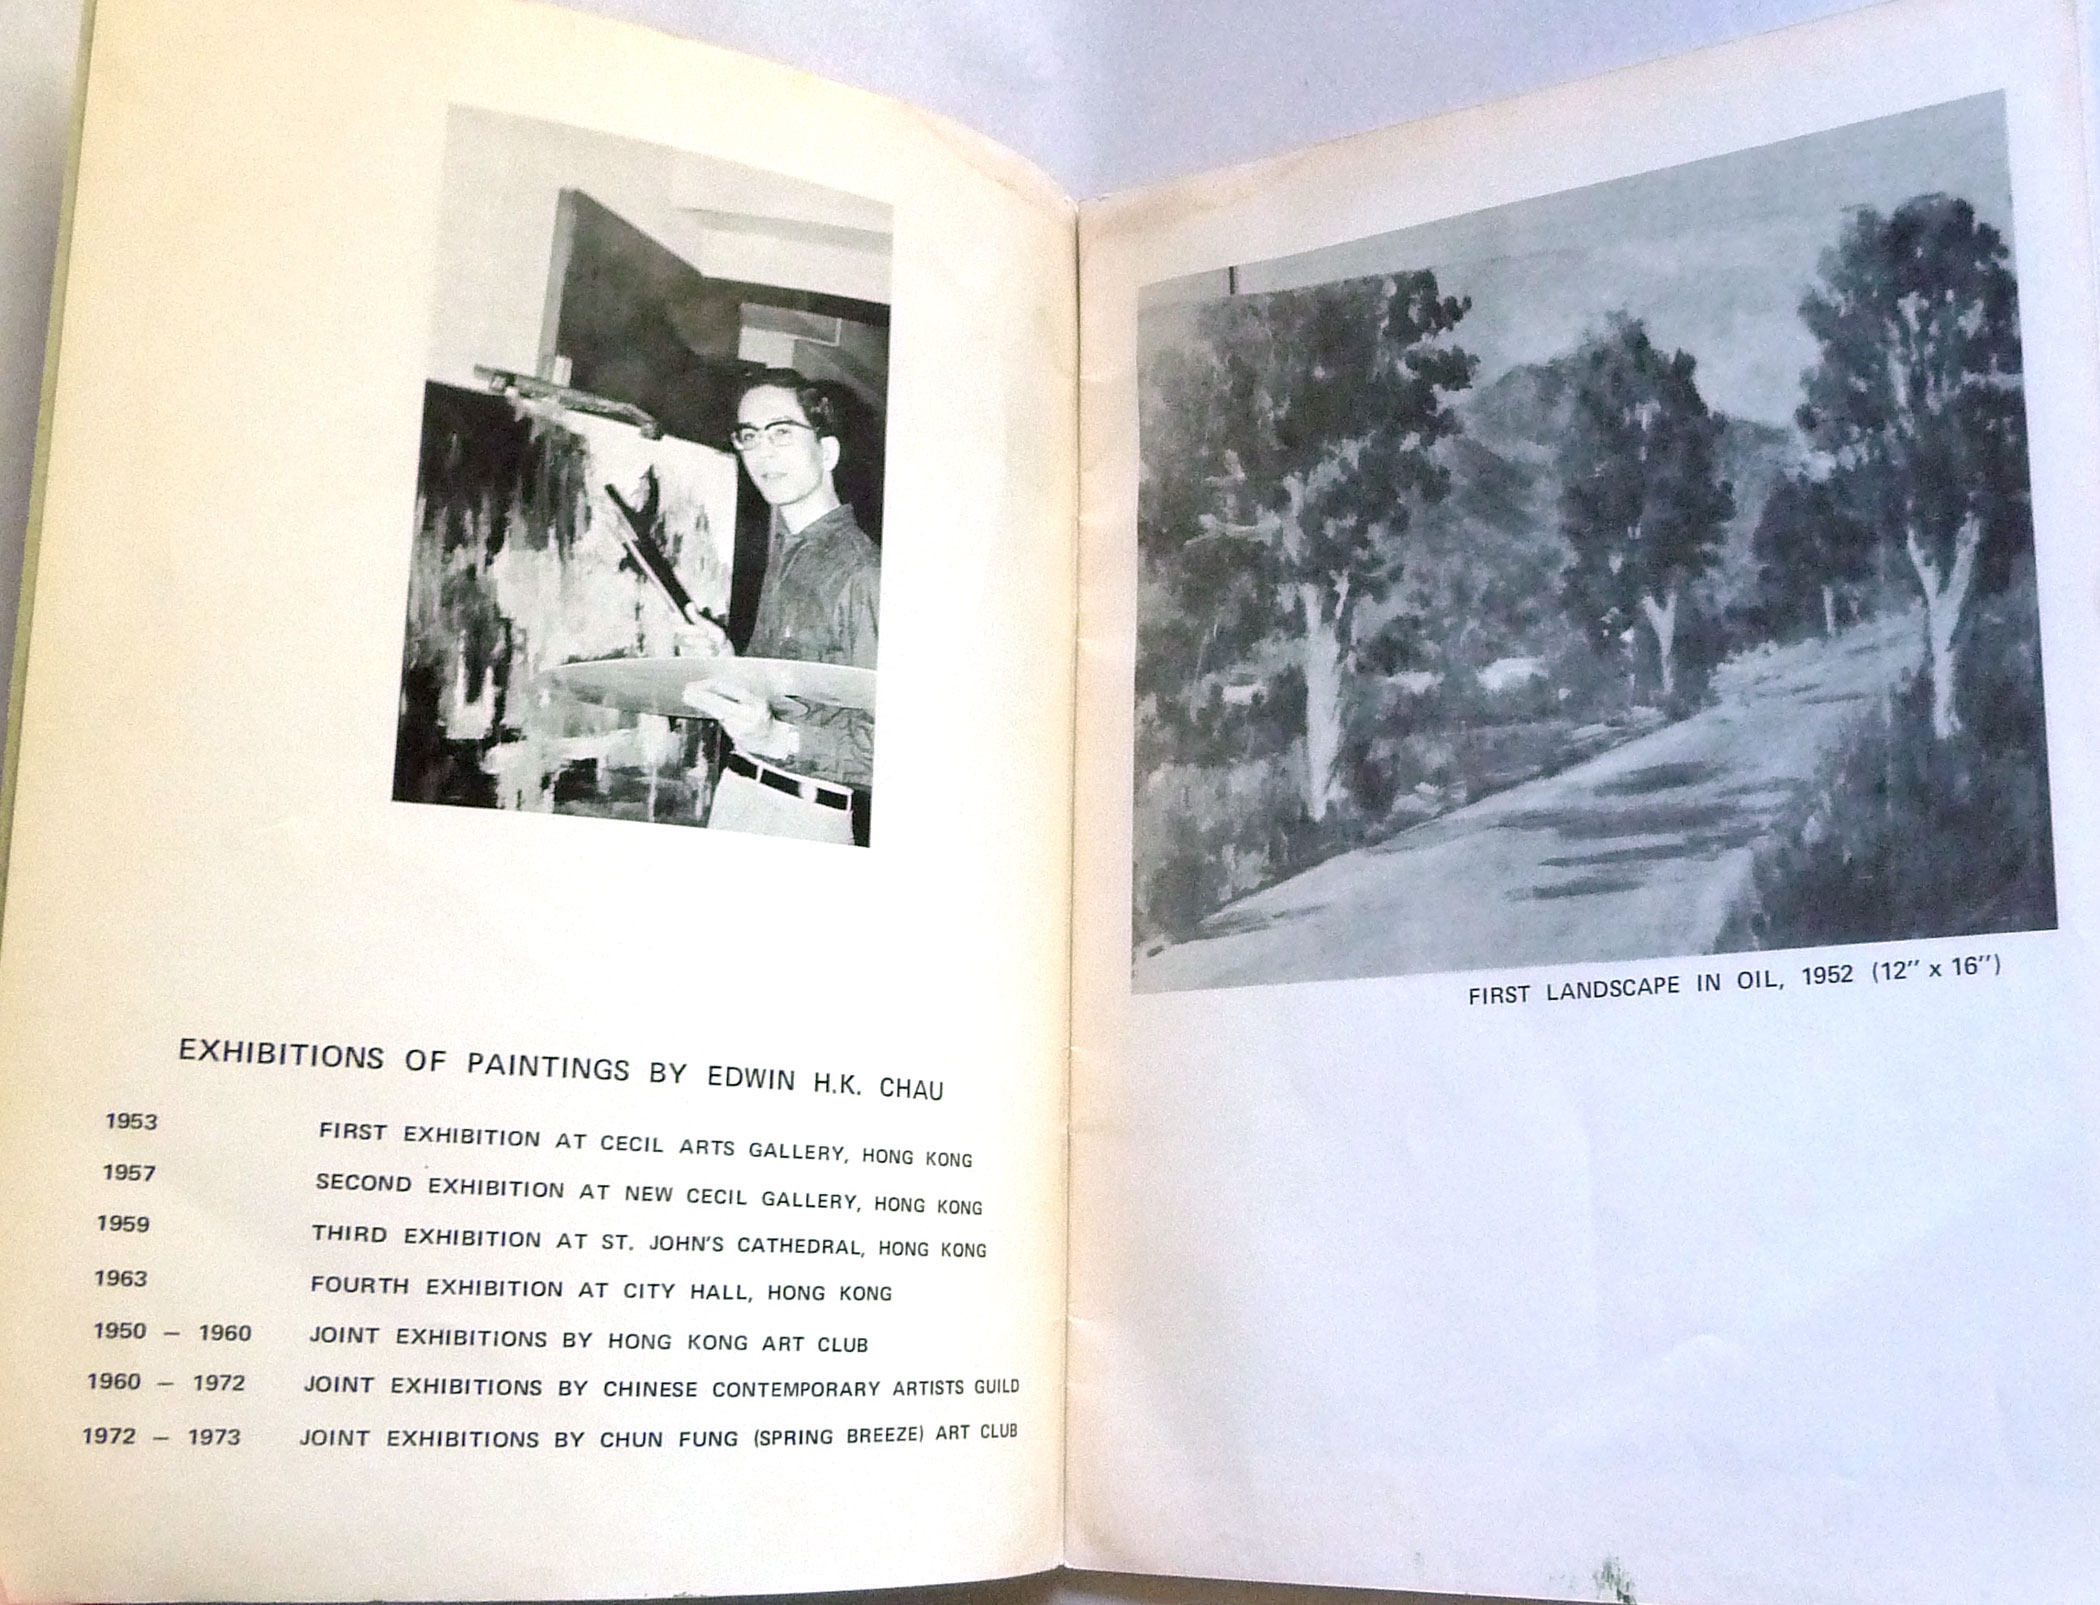 EXHIBITIONS OF PAINTINGS BY EDWIN H.K. CHAU
1953 FIRST EXHIBITION AT CECIL ARTS GALLERY, HONG KONG
1957 SECOND EXHIBITION AT NEW CECIL GALLERY, HONG KONG
1959 THIRD EXHIBITION AT ST. JOHN'S CATHEDRAL, HONG KONG
1963 FOURTH EXHIBITION AT CITY HALL, HONG KONG
1950 – 1960 JOINT EXHIBITIONS BY HONG KONG ART CLUB
1960 – 1972 JOINT EXHIBITIONS BY CHINESE CONTEMPORARY ARTISTS GUILD
1972 – 1973 JOINT EXHIBITIONS BY CHUN FUNG (SPRING BREEZE) ART CLUB
FIRST LANDSCAPE IN OIL, 1952 (12" x 16")